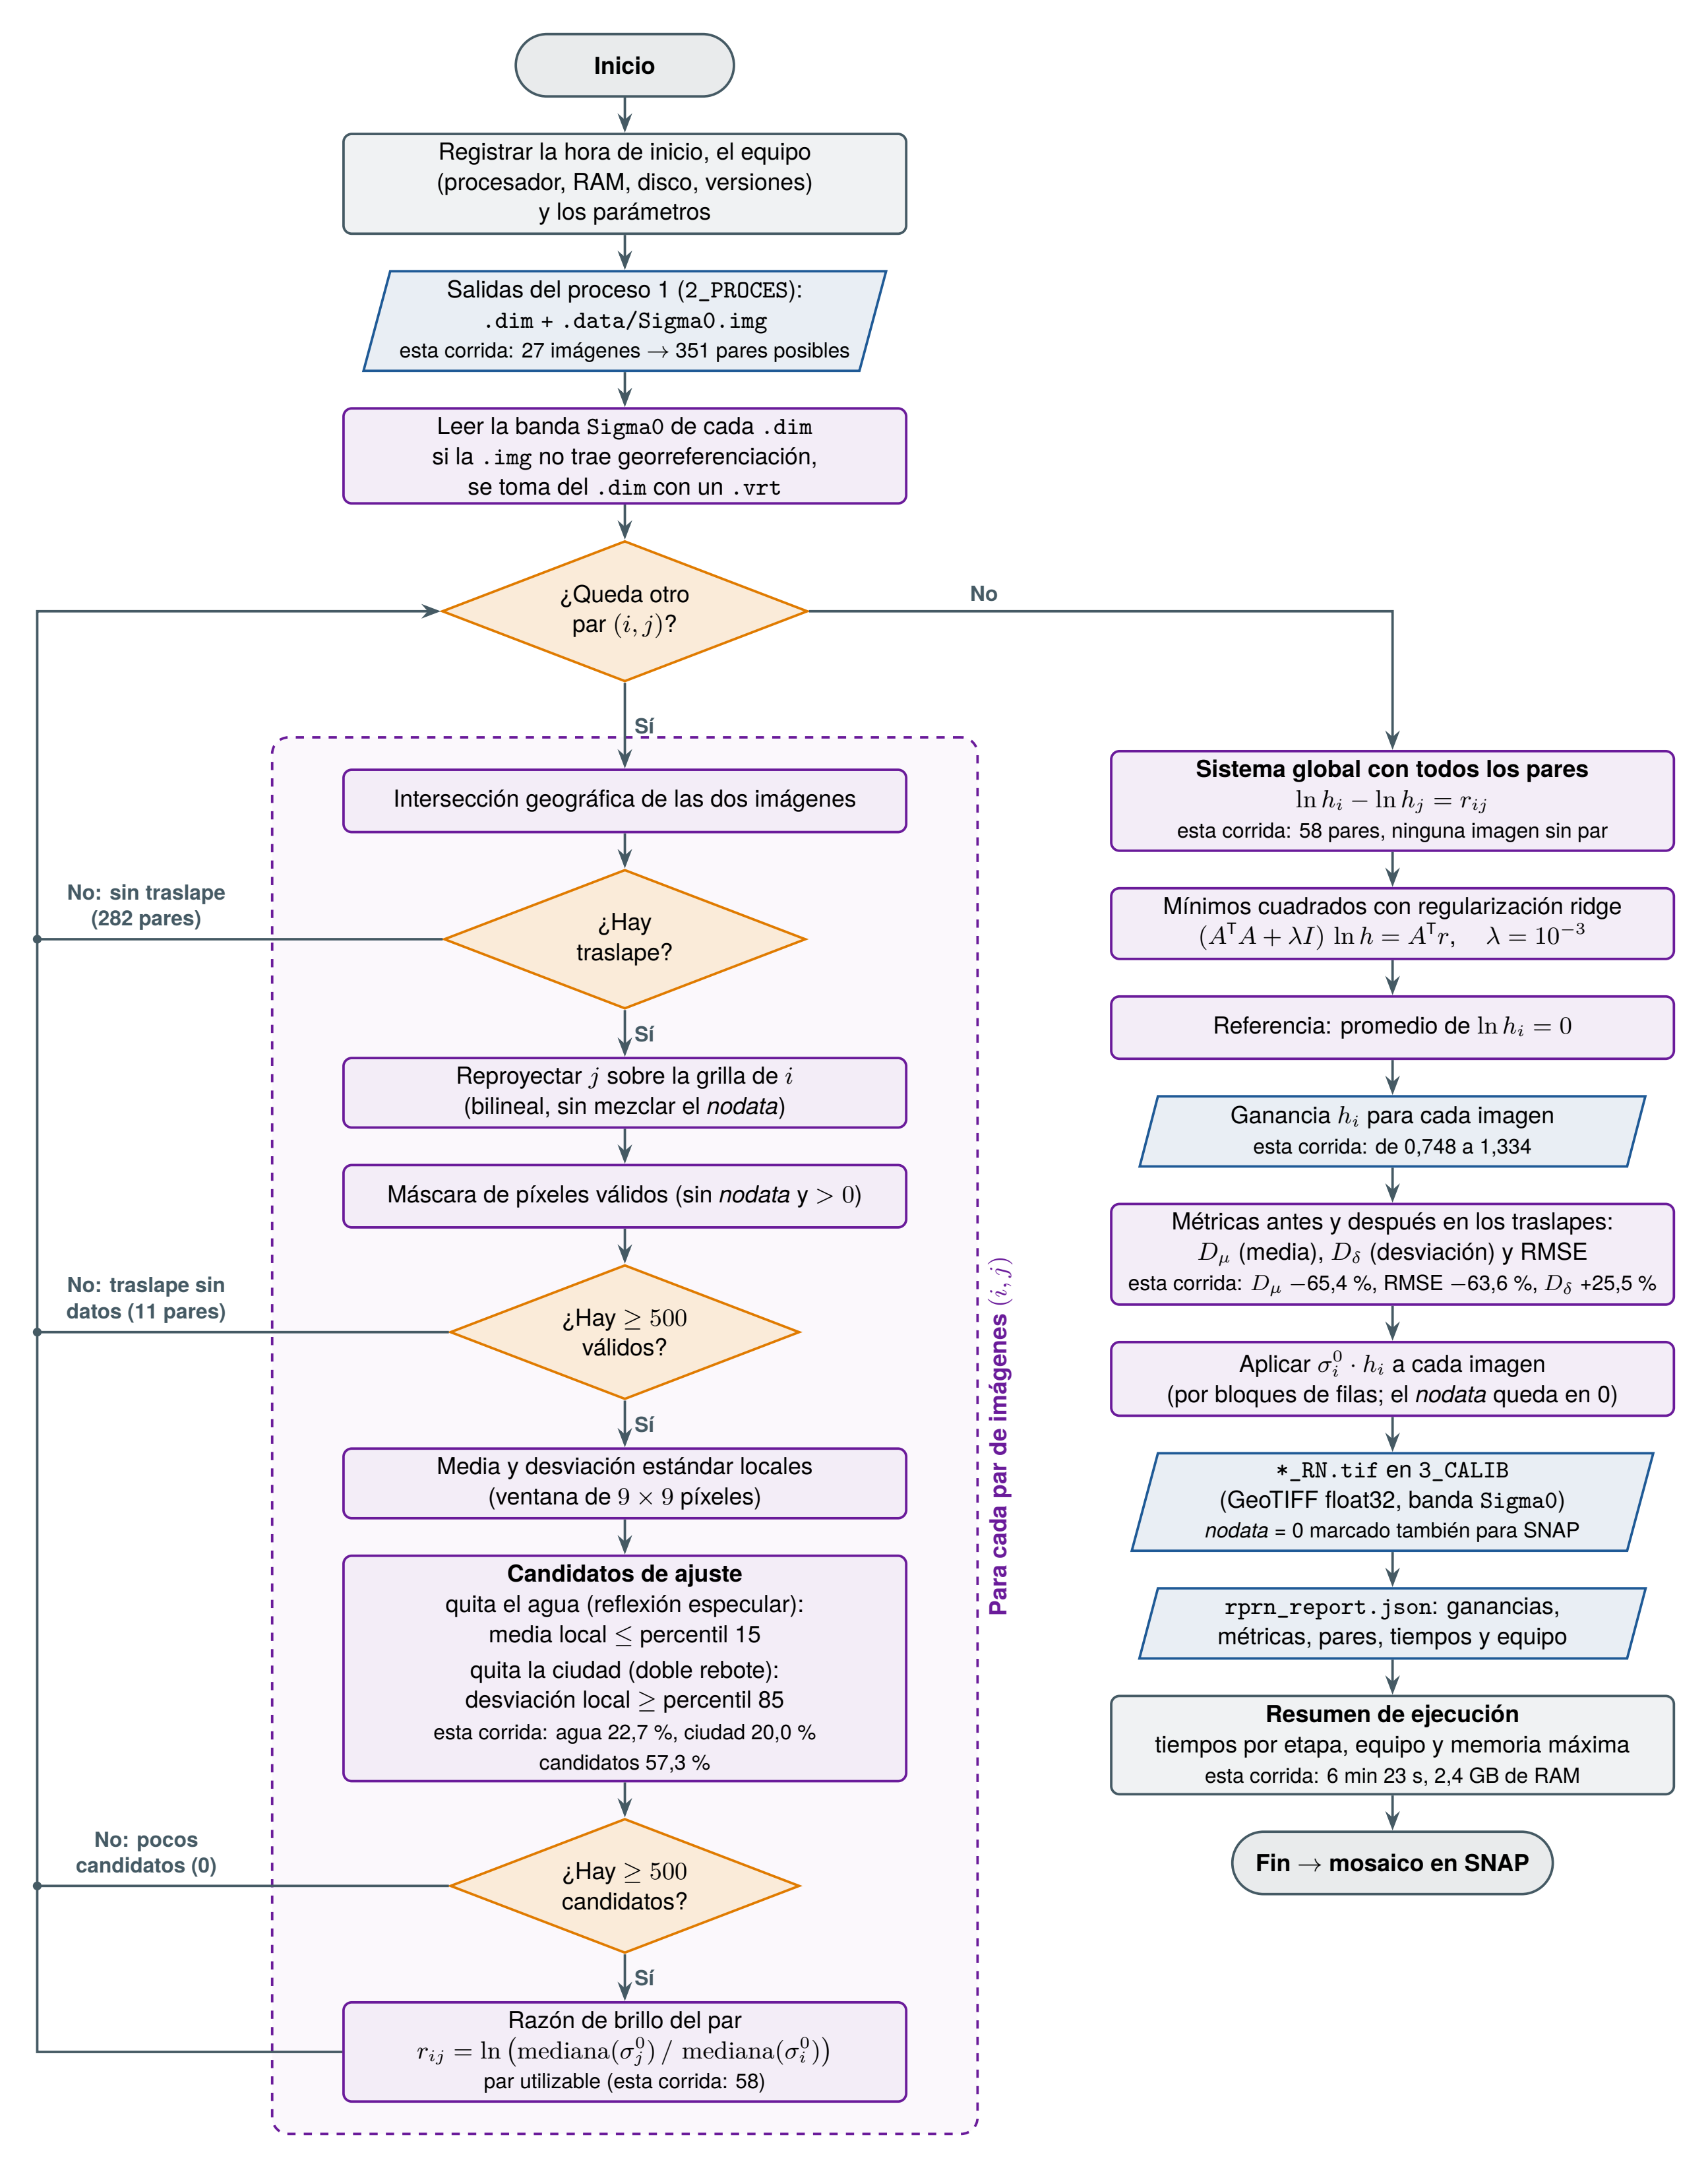 Inicio
Registrar la hora de inicio, el equipo
(procesador, RAM, disco, versiones)
y los parámetros
Salidas del proceso 1 (2_PROCES):
.dim + .data/Sigma0.img
esta corrida: 27 imágenes → 351 pares posibles
Leer la banda Sigma0 de cada .dim
si la .img no trae georreferenciación,
se toma del .dim con un .vrt
¿Queda otro
par (i, j)?
No
Sí
Para cada par de imágenes (i, j)
Intersección geográfica de las dos imágenes
¿Hay
traslape?
No: sin traslape
(282 pares)
Sí
Reproyectar j sobre la grilla de i
(bilineal, sin mezclar el nodata)
Máscara de píxeles válidos (sin nodata y > 0)
¿Hay ≥ 500
válidos?
No: traslape sin
datos (11 pares)
Sí
Media y desviación estándar locales
(ventana de 9 × 9 píxeles)
Candidatos de ajuste
quita el agua (reflexión especular):
media local ≤ percentil 15
quita la ciudad (doble rebote):
desviación local ≥ percentil 85
esta corrida: agua 22,7 %, ciudad 20,0 %
candidatos 57,3 %
¿Hay ≥ 500
candidatos?
No: pocos
candidatos (0)
Sí
Razón de brillo del par
r_ij = ln (mediana(σ_j^0) / mediana(σ_i^0))
par utilizable (esta corrida: 58)
Sistema global con todos los pares
ln h_i − ln h_j = r_ij
esta corrida: 58 pares, ninguna imagen sin par
Mínimos cuadrados con regularización ridge
(A^⊤A + λI) ln h = A^⊤r, λ = 10^−3
Referencia: promedio de ln h_i = 0
Ganancia h_i para cada imagen
esta corrida: de 0,748 a 1,334
Métricas antes y después en los traslapes:
D_μ (media), D_δ (desviación) y RMSE
esta corrida: D_μ −65,4 %, RMSE −63,6 %, D_δ +25,5 %
Aplicar σ_i^0 · h_i a cada imagen
(por bloques de filas; el nodata queda en 0)
*_RN.tif en 3_CALIB
(GeoTIFF float32, banda Sigma0)
nodata = 0 marcado también para SNAP
rprn_report.json: ganancias,
métricas, pares, tiempos y equipo
Resumen de ejecución
tiempos por etapa, equipo y memoria máxima
esta corrida: 6 min 23 s, 2,4 GB de RAM
Fin → mosaico en SNAP